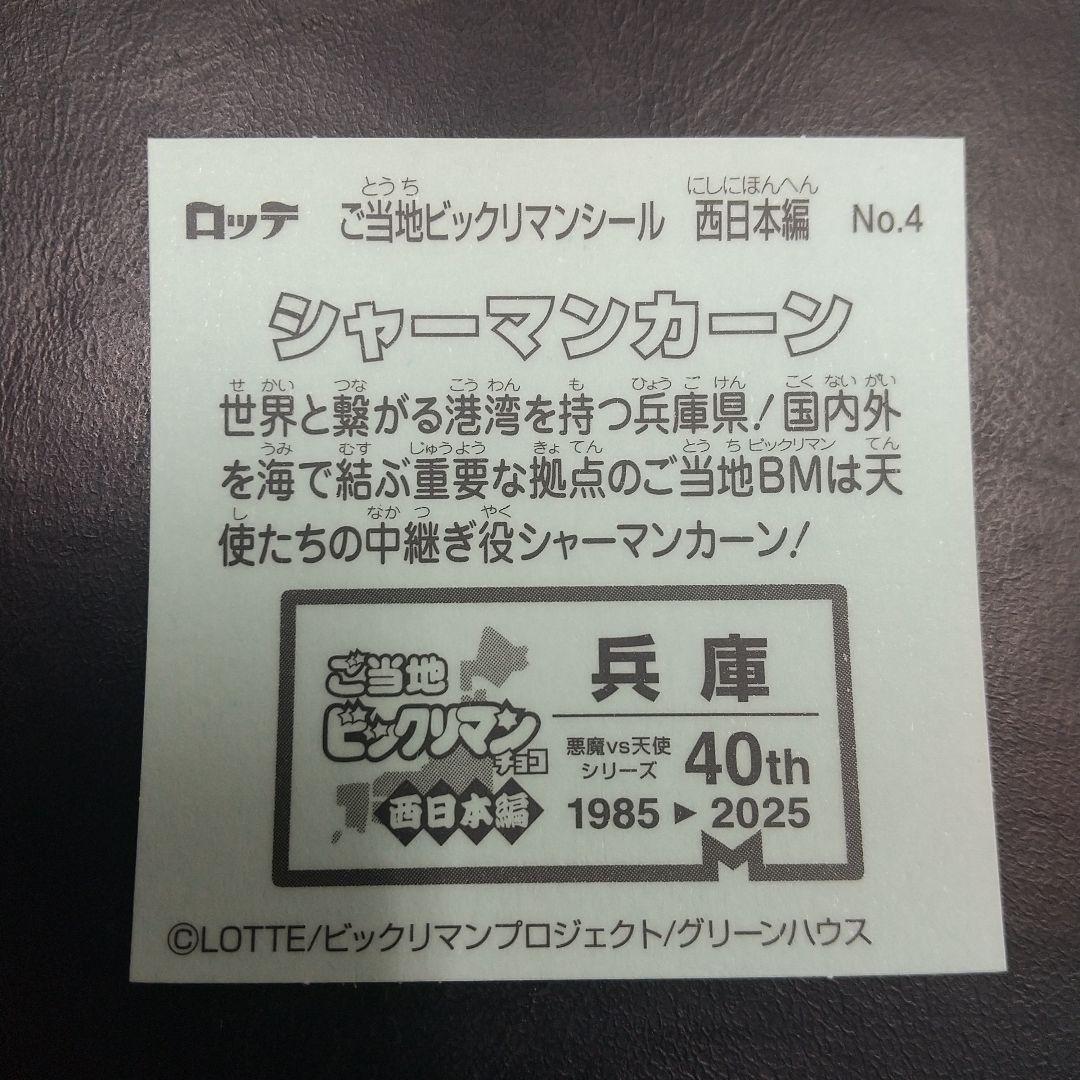 とうち にしにほんへん
ロッテ ご当地ビックリマンシール 西日本編 No.4
シャーマンカーン
せ かい つな こう わん も ひょう ご けん こく ない がい
世界と繋がる港湾を持つ兵庫県!国内外
うみ むす じゅうよう きょ てん とう ち ビックリマン てん
を海で結ぶ重要な拠点のご当地BMは天
し なか つ やく
使たちの中継ぎ役シャーマンカーン!
ご当地
ビックリマン
チョコ
西日本編
兵庫
悪魔vs天使
シリーズ 40th
1985▶2025
©LOTTE/ビックリマンプロジェクト/グリーンハウス